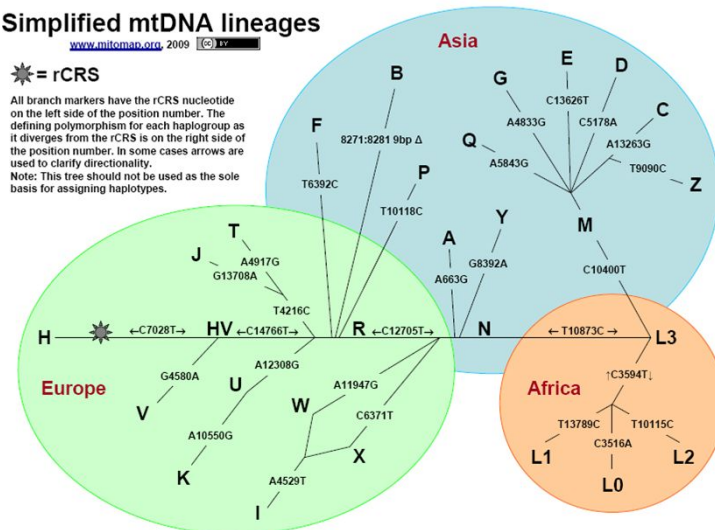 Simplified mtDNA lineages
www.mitomap.org, 2009 (cc) BY
= rCRS
All branch markers have the rCRS nucleotide
on the left side of the position number. The
defining polymorphism for each haplogroup as
it diverges from the rCRS is on the right side of
the position number. In some cases arrows are
used to clarify directionality.
Note: This tree should not be used as the sole
basis for assigning haplotypes.
Asia
B
F
P
G
E
D
C
Q
Z
Y
A
M
8271:8281 9bp Δ
T6392C
T10118C
A4833G
C13626T
C5178A
A13263G
A5843G
T9090C
G8392A
A663G
C10400T
T
J
A4917G
G13708A
T4216C
H
←C7028T→
HV
←C14766T→
R
←C12705T→
N
←T10873C→
L3
Europe
G4580A
V
U
A12308G
A10550G
K
W
A11947G
C6371T
X
A4529T
I
Africa
↑C3594T↓
T13789C
C3516A
T10115C
L1
L0
L2